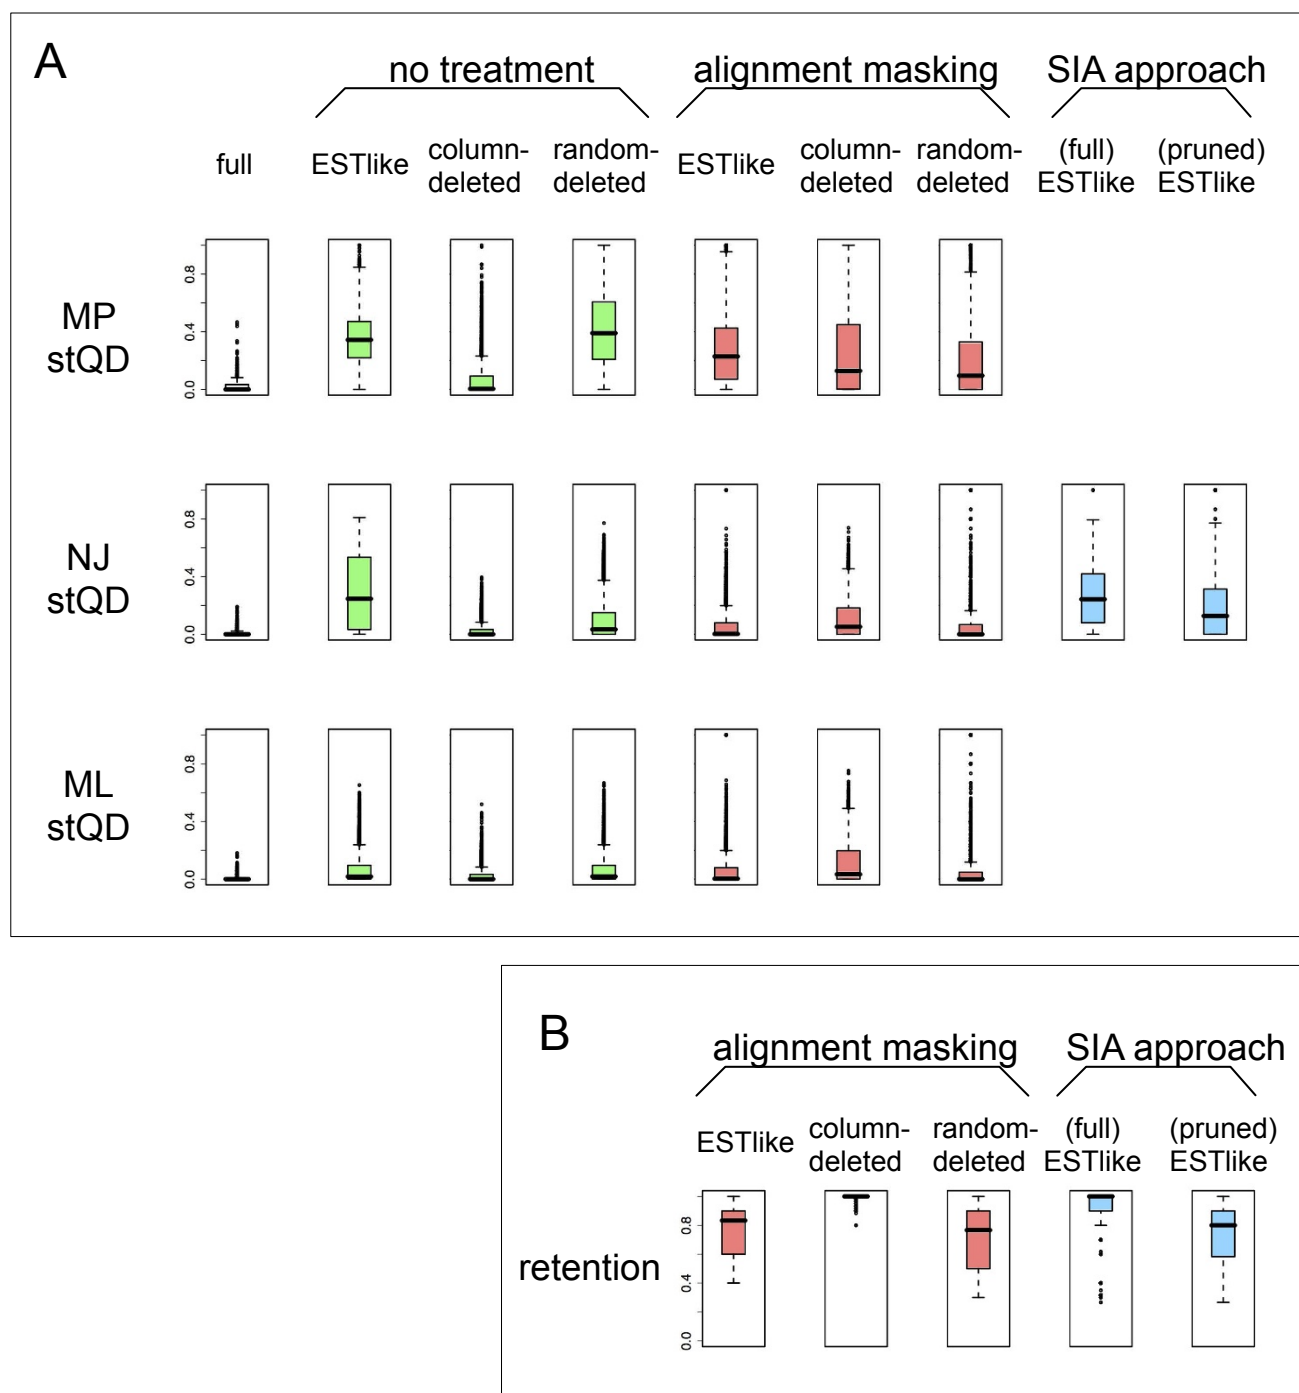 A
no treatment alignment masking SIA approach
full ESTlike column-deleted random-deleted ESTlike column-deleted random-deleted (full) ESTlike (pruned) ESTlike
MP stQD
0.0 0.4 0.8
NJ stQD
0.0 0.4 0.8
ML stQD
0.0 0.4 0.8
B
alignment masking SIA approach
ESTlike column-deleted random-deleted (full) ESTlike (pruned) ESTlike
retention
0.0 0.4 0.8